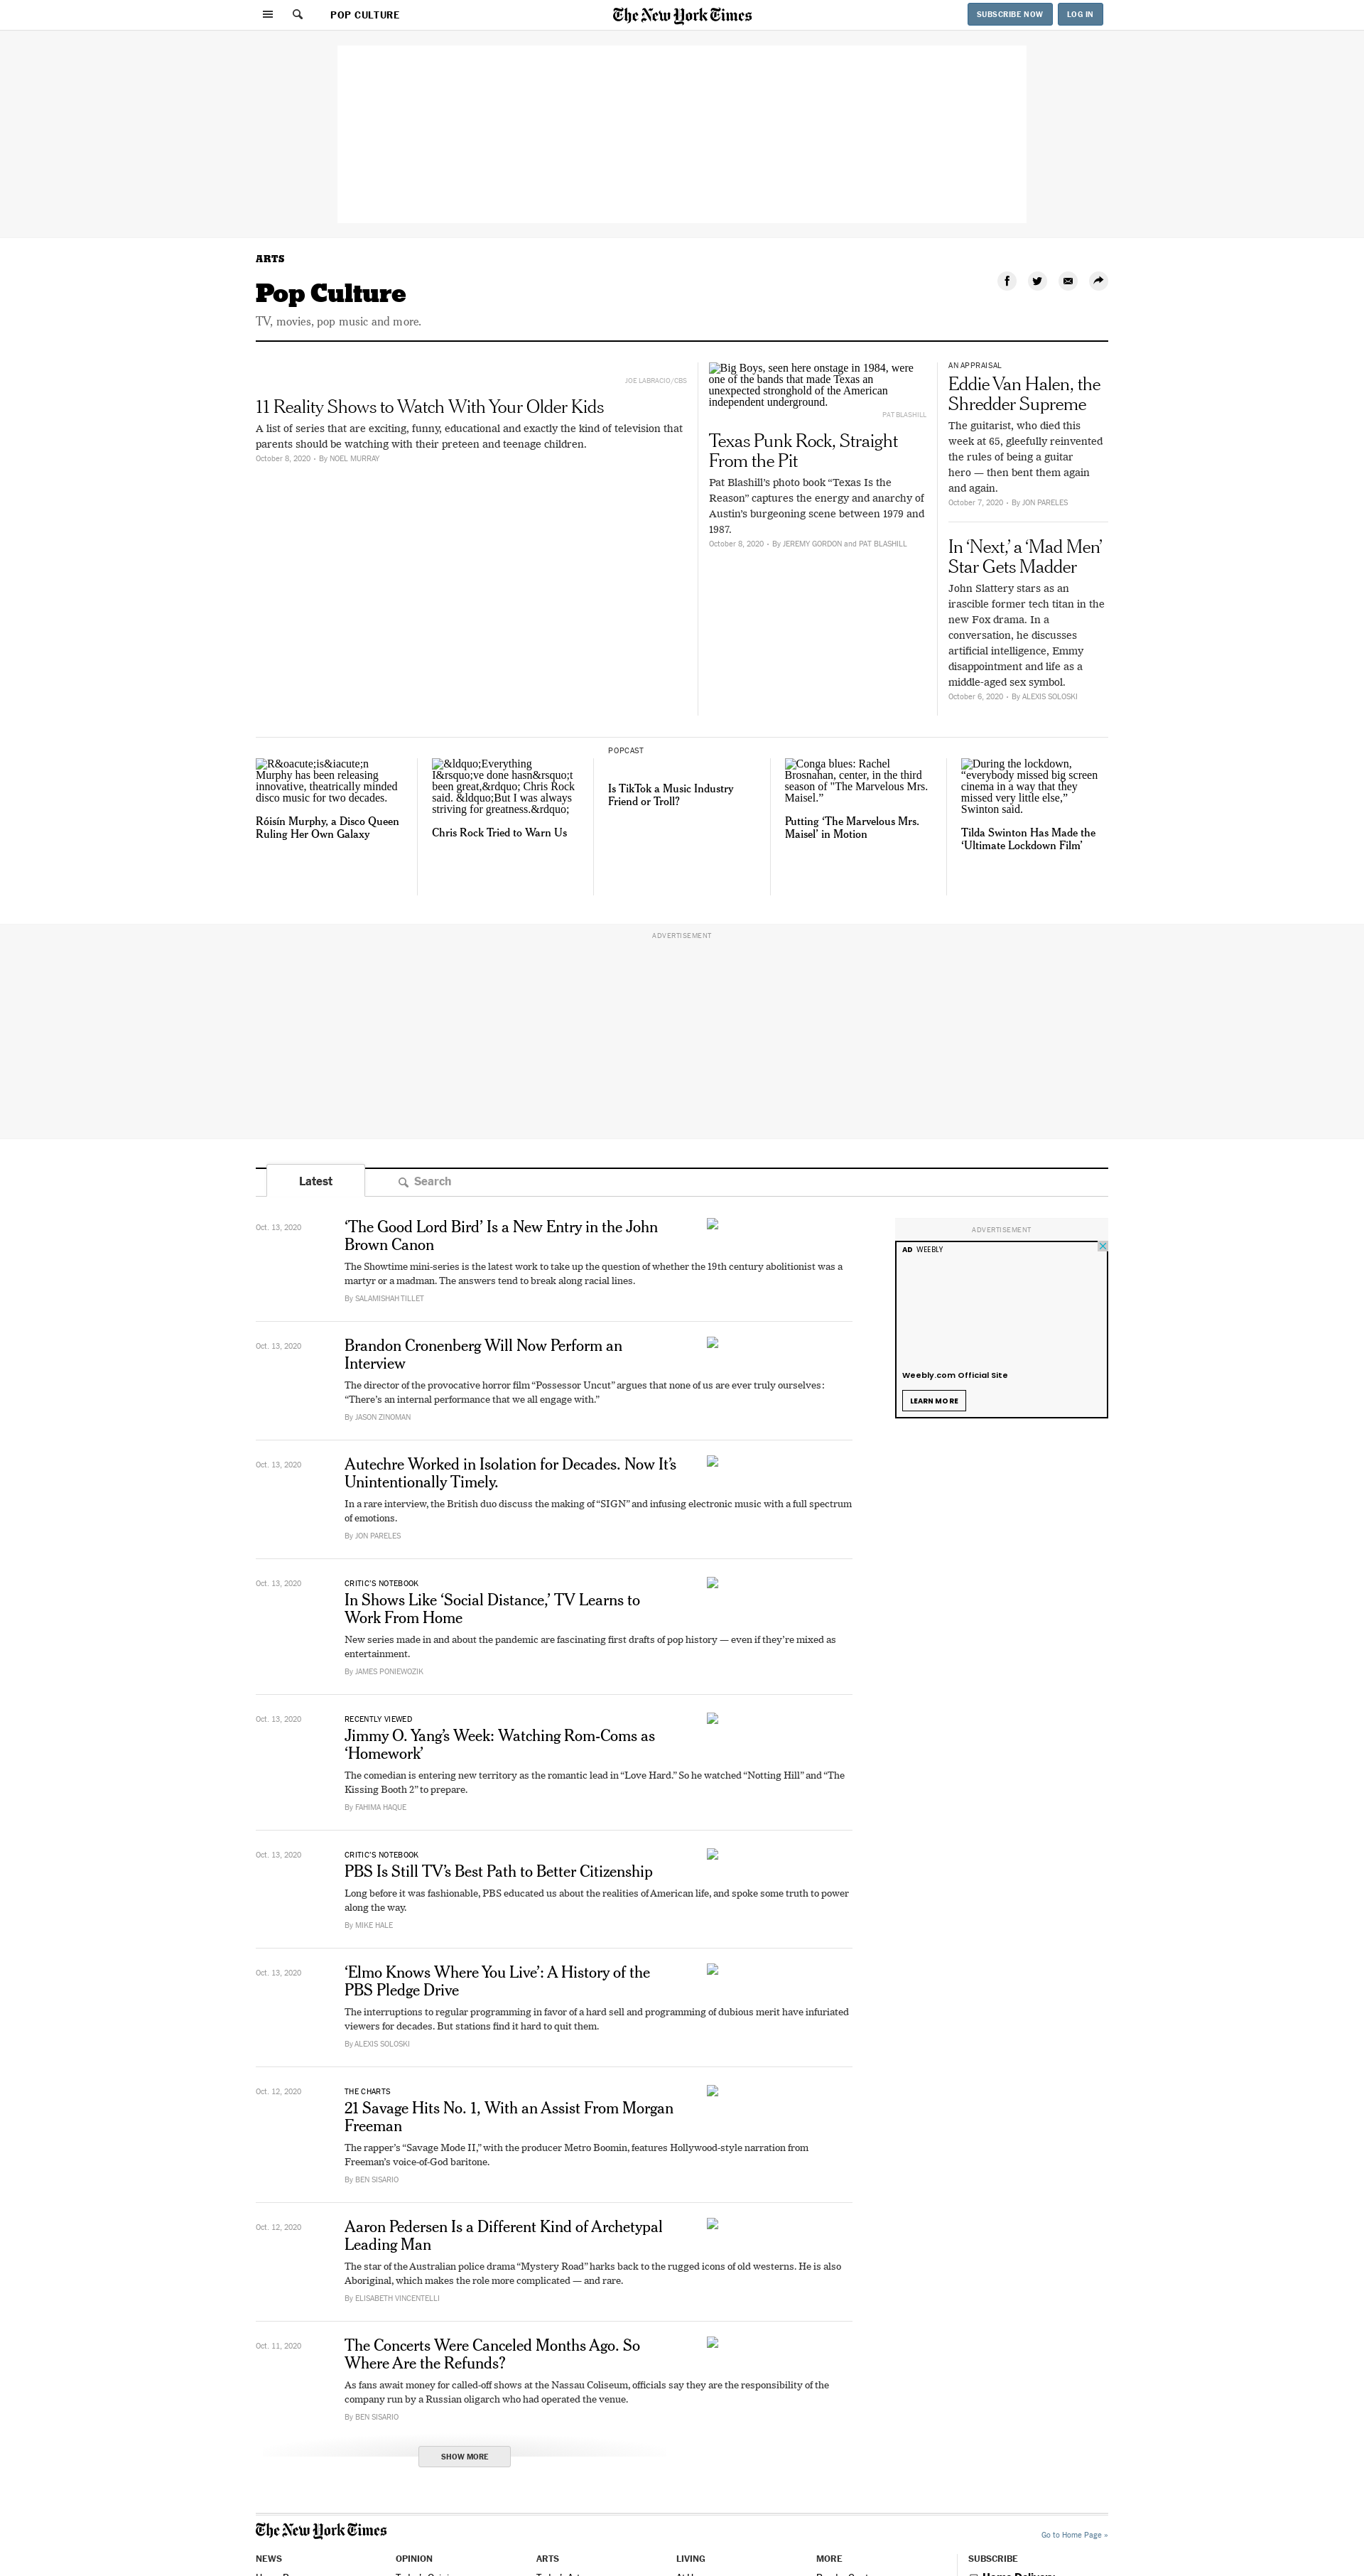 POP CULTURE
The New York Times
SUBSCRIBE NOW
LOG IN
ARTS
Pop Culture
TV, movies, pop music and more.
JOE LABRACIO/CBS
11 Reality Shows to Watch With Your Older Kids
A list of series that are exciting, funny, educational and exactly the kind of television that
parents should be watching with their preteen and teenage children.
October 8, 2020 • By NOEL MURRAY
Big Boys, seen here onstage in 1984, were
one of the bands that made Texas an
unexpected stronghold of the American
independent underground.
PAT BLASHILL
Texas Punk Rock, Straight
From the Pit
Pat Blashill’s photo book “Texas Is the
Reason” captures the energy and anarchy of
Austin’s burgeoning scene between 1979 and
1987.
October 8, 2020 • By JEREMY GORDON and PAT BLASHILL
AN APPRAISAL
Eddie Van Halen, the
Shredder Supreme
The guitarist, who died this
week at 65, gleefully reinvented
the rules of being a guitar
hero — then bent them again
and again.
October 7, 2020 • By JON PARELES
In ‘Next,’ a ‘Mad Men’
Star Gets Madder
John Slattery stars as an
irascible former tech titan in the
new Fox drama. In a
conversation, he discusses
artificial intelligence, Emmy
disappointment and life as a
middle-aged sex symbol.
October 6, 2020 • By ALEXIS SOLOSKI
R&oacute;is&iacute;n
Murphy has been releasing
innovative, theatrically minded
disco music for two decades.
Róisín Murphy, a Disco Queen
Ruling Her Own Galaxy
&ldquo;Everything
I&rsquo;ve done hasn&rsquo;t
been great,&rdquo; Chris Rock
said. &ldquo;But I was always
striving for greatness.&rdquo;
Chris Rock Tried to Warn Us
POPCAST
Is TikTok a Music Industry
Friend or Troll?
Conga blues: Rachel
Brosnahan, center, in the third
season of "The Marvelous Mrs.
Maisel.”
Putting ‘The Marvelous Mrs.
Maisel’ in Motion
During the lockdown,
“everybody missed big screen
cinema in a way that they
missed very little else,”
Swinton said.
Tilda Swinton Has Made the
‘Ultimate Lockdown Film’
ADVERTISEMENT
Latest
Search
Oct. 13, 2020
‘The Good Lord Bird’ Is a New Entry in the John
Brown Canon
The Showtime mini-series is the latest work to take up the question of whether the 19th century abolitionist was a
martyr or a madman. The answers tend to break along racial lines.
By SALAMISHAH TILLET
ADVERTISEMENT
AD WEEBLY
Weebly.com Official Site
LEARN MORE
Oct. 13, 2020
Brandon Cronenberg Will Now Perform an
Interview
The director of the provocative horror film “Possessor Uncut” argues that none of us are ever truly ourselves:
“There’s an internal performance that we all engage with.”
By JASON ZINOMAN
Oct. 13, 2020
Autechre Worked in Isolation for Decades. Now It’s
Unintentionally Timely.
In a rare interview, the British duo discuss the making of “SIGN” and infusing electronic music with a full spectrum
of emotions.
By JON PARELES
Oct. 13, 2020
CRITIC’S NOTEBOOK
In Shows Like ‘Social Distance,’ TV Learns to
Work From Home
New series made in and about the pandemic are fascinating first drafts of pop history — even if they’re mixed as
entertainment.
By JAMES PONIEWOZIK
Oct. 13, 2020
RECENTLY VIEWED
Jimmy O. Yang’s Week: Watching Rom-Coms as
‘Homework’
The comedian is entering new territory as the romantic lead in “Love Hard.” So he watched “Notting Hill” and “The
Kissing Booth 2” to prepare.
By FAHIMA HAQUE
Oct. 13, 2020
CRITIC’S NOTEBOOK
PBS Is Still TV’s Best Path to Better Citizenship
Long before it was fashionable, PBS educated us about the realities of American life, and spoke some truth to power
along the way.
By MIKE HALE
Oct. 13, 2020
‘Elmo Knows Where You Live’: A History of the
PBS Pledge Drive
The interruptions to regular programming in favor of a hard sell and programming of dubious merit have infuriated
viewers for decades. But stations find it hard to quit them.
By ALEXIS SOLOSKI
Oct. 12, 2020
THE CHARTS
21 Savage Hits No. 1, With an Assist From Morgan
Freeman
The rapper’s “Savage Mode II,” with the producer Metro Boomin, features Hollywood-style narration from
Freeman’s voice-of-God baritone.
By BEN SISARIO
Oct. 12, 2020
Aaron Pedersen Is a Different Kind of Archetypal
Leading Man
The star of the Australian police drama “Mystery Road” harks back to the rugged icons of old westerns. He is also
Aboriginal, which makes the role more complicated — and rare.
By ELISABETH VINCENTELLI
Oct. 11, 2020
The Concerts Were Canceled Months Ago. So
Where Are the Refunds?
As fans await money for called-off shows at the Nassau Coliseum, officials say they are the responsibility of the
company run by a Russian oligarch who had operated the venue.
By BEN SISARIO
SHOW MORE
The New York Times
Go to Home Page »
NEWS
OPINION
ARTS
LIVING
MORE
SUBSCRIBE